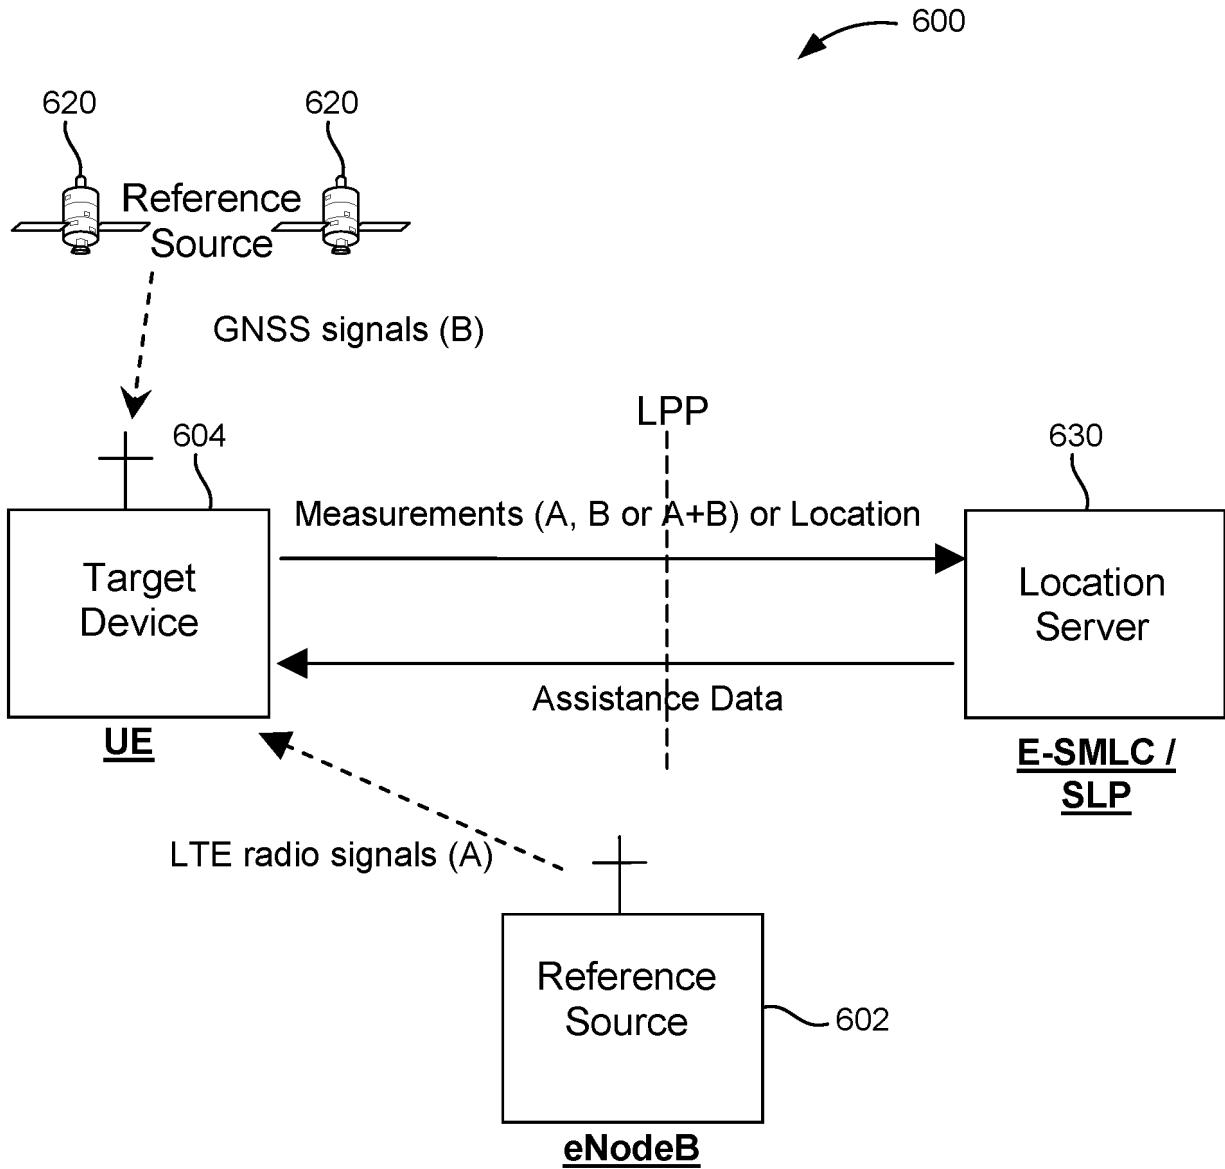 600
620
620
Reference
Source
GNSS signals (B)
LPP
604
630
Measurements (A, B or A+B) or Location
Target
Device
Location
Server
Assistance Data
UE
E-SMLC /
SLP
LTE radio signals (A)
Reference
Source
602
eNodeB